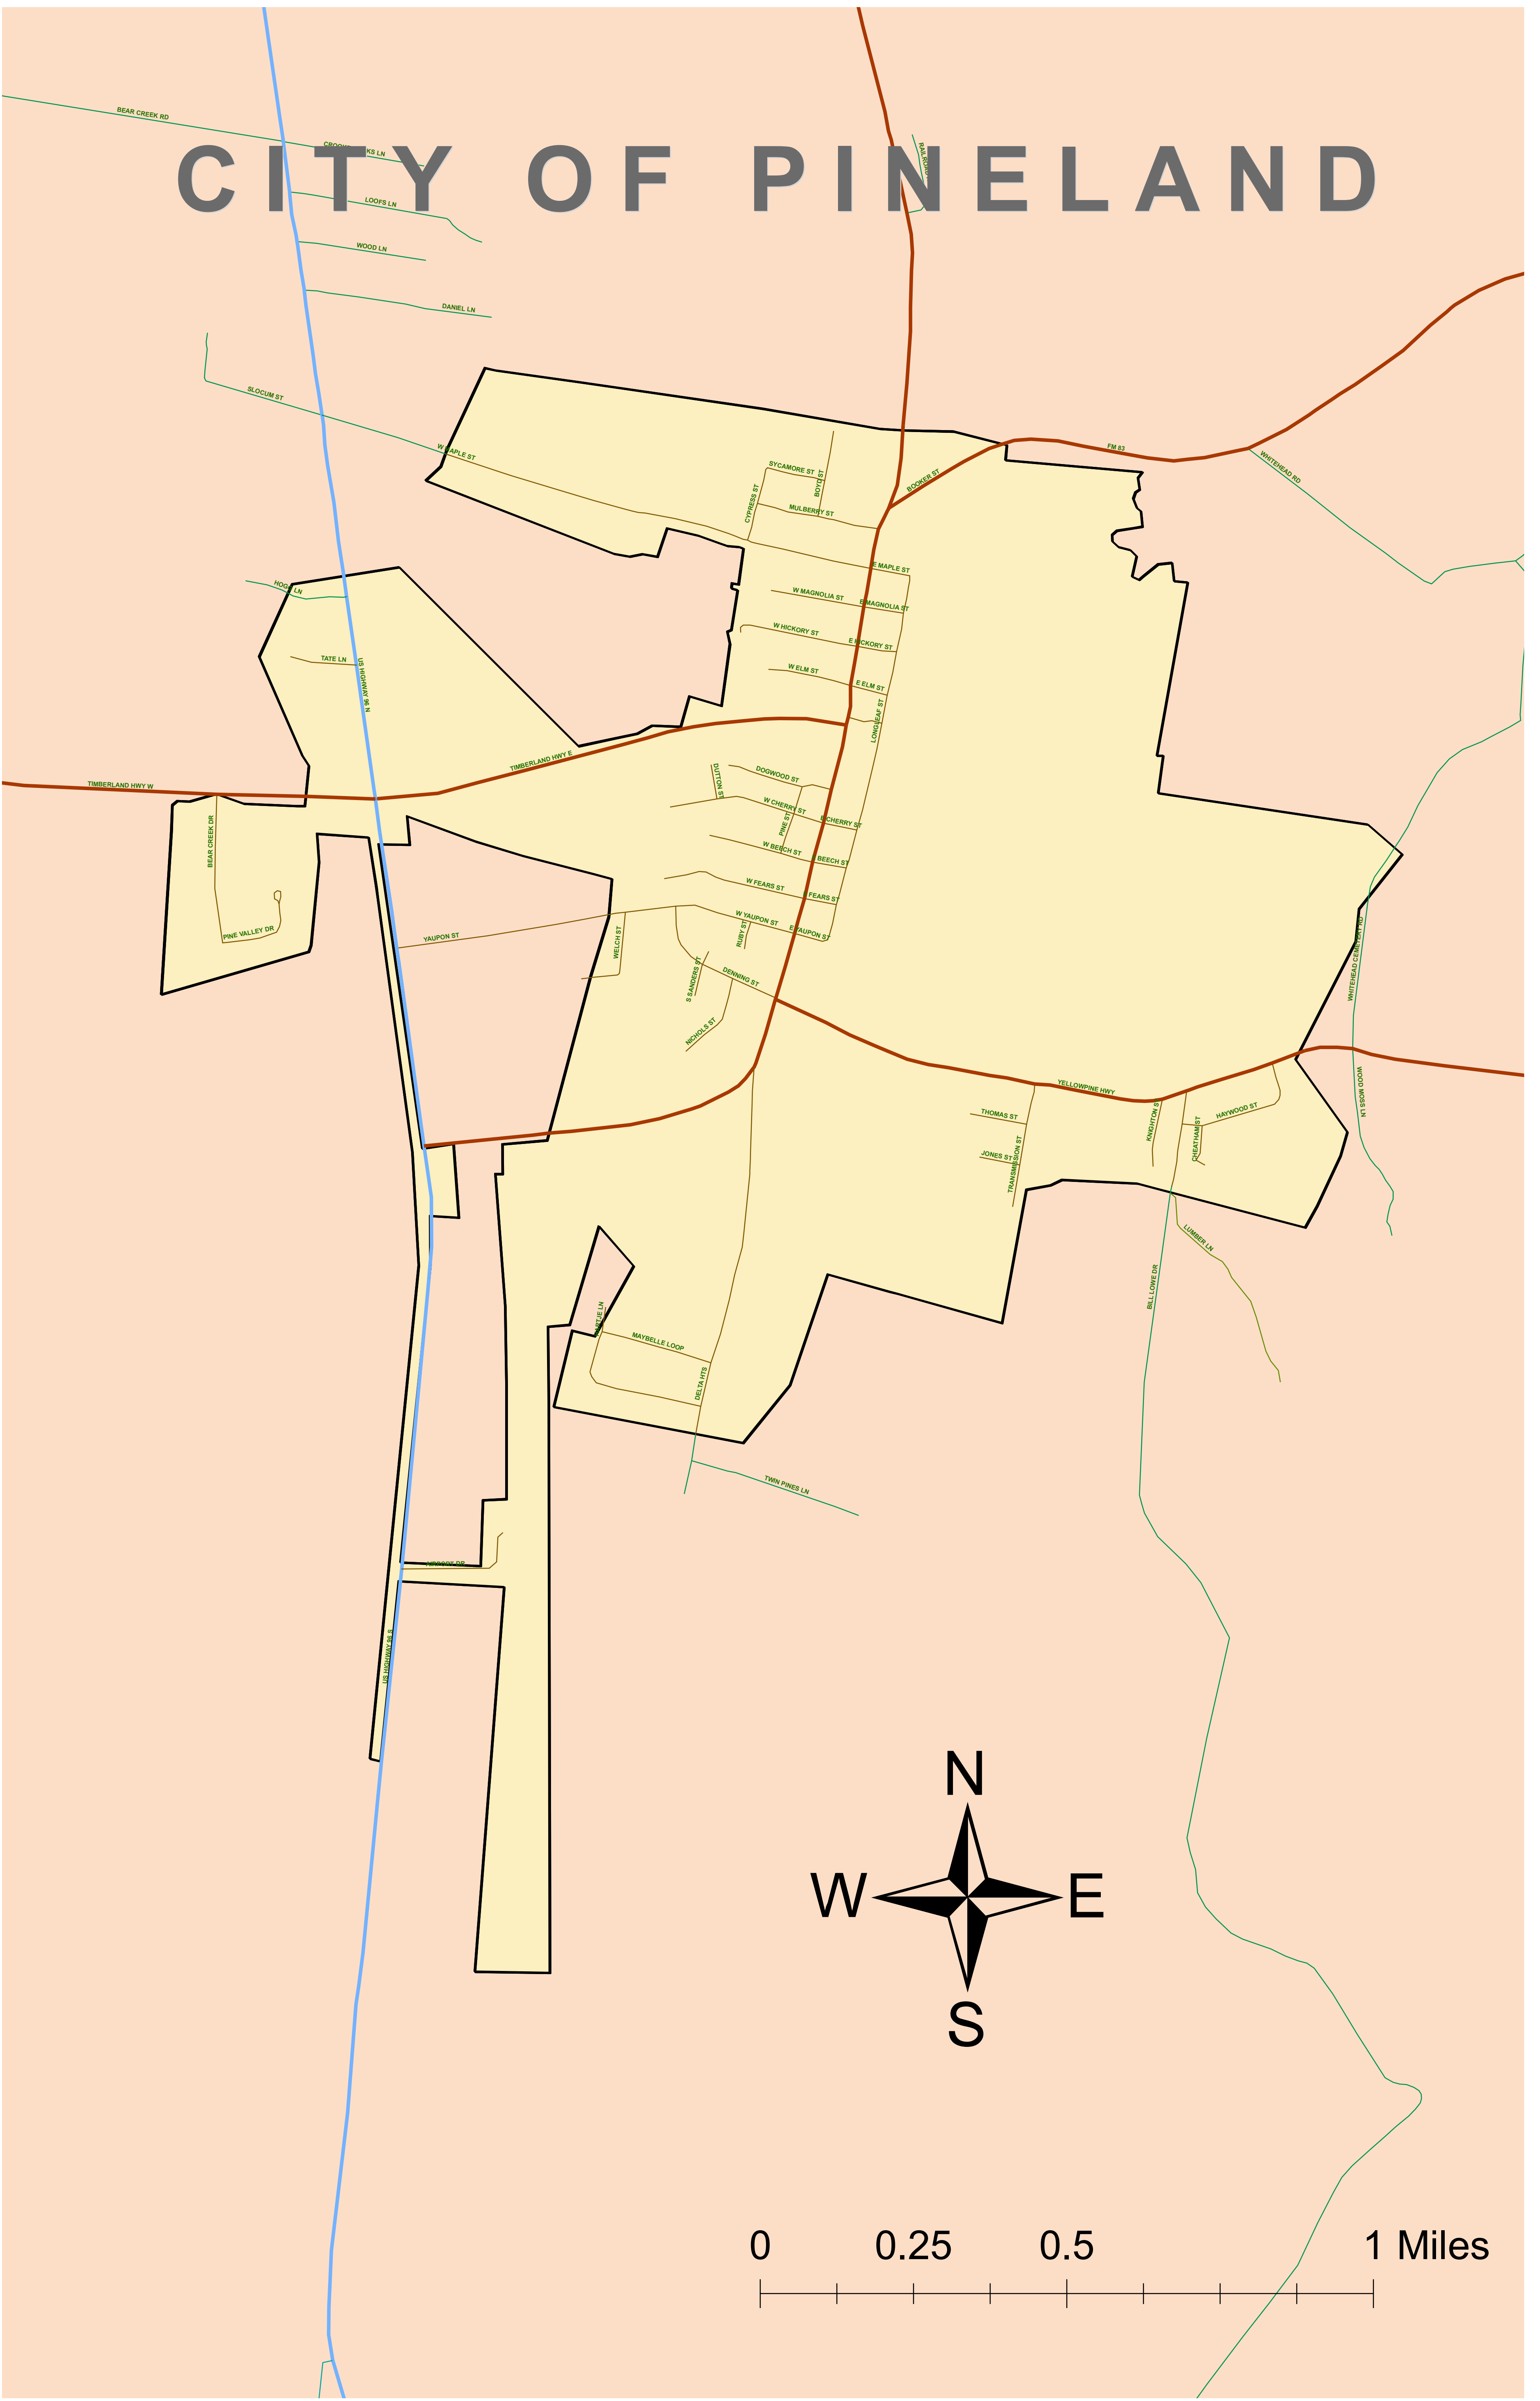 BEAR CREEK RD
CITY OF PINELAND
LOOFS LN
WOOD LN
DANIEL LN
SLOCUM ST
W MAPLE ST
FM 83
WHITEHEAD RD
SYCAMORE ST
BOYD ST
BOOKER ST
CYPRESS ST
MULBERRY ST
E MAPLE ST
HOGG LN
W MAGNOLIA ST
E MAGNOLIA ST
W HICKORY ST
E HICKORY ST
TATE LN
US HIGHWAY 96 N
W ELM ST
E ELM ST
LONGLEAF ST
TIMBERLAND HWY E
TIMBERLAND HWY W
DUTTON ST
DOGWOOD ST
W CHERRY ST
E CHERRY ST
PINE ST
BEAR CREEK DR
W BEECH ST
BEECH ST
W FEARS ST
E FEARS ST
PINE VALLEY DR
YAUPON ST
WELCH ST
W YAUPON ST
E YAUPON ST
RUBY ST
S SANDERS ST
DENNING ST
NICHOLS ST
WHITEHEAD CEMETERY RD
YELLOWPINE HWY
WOOD MOSS LN
THOMAS ST
KNIGHTON ST
HAYWOOD ST
CHEATHAM ST
JONES ST
TRANSMISSION ST
LUMBER LN
BILL LOWE DR
MAYBELLE LOOP
DELTA HTS
TWIN PINES LN
AIRPORT DR
US HIGHWAY 96 S
N
W E
S
0 0.25 0.5 1 Miles